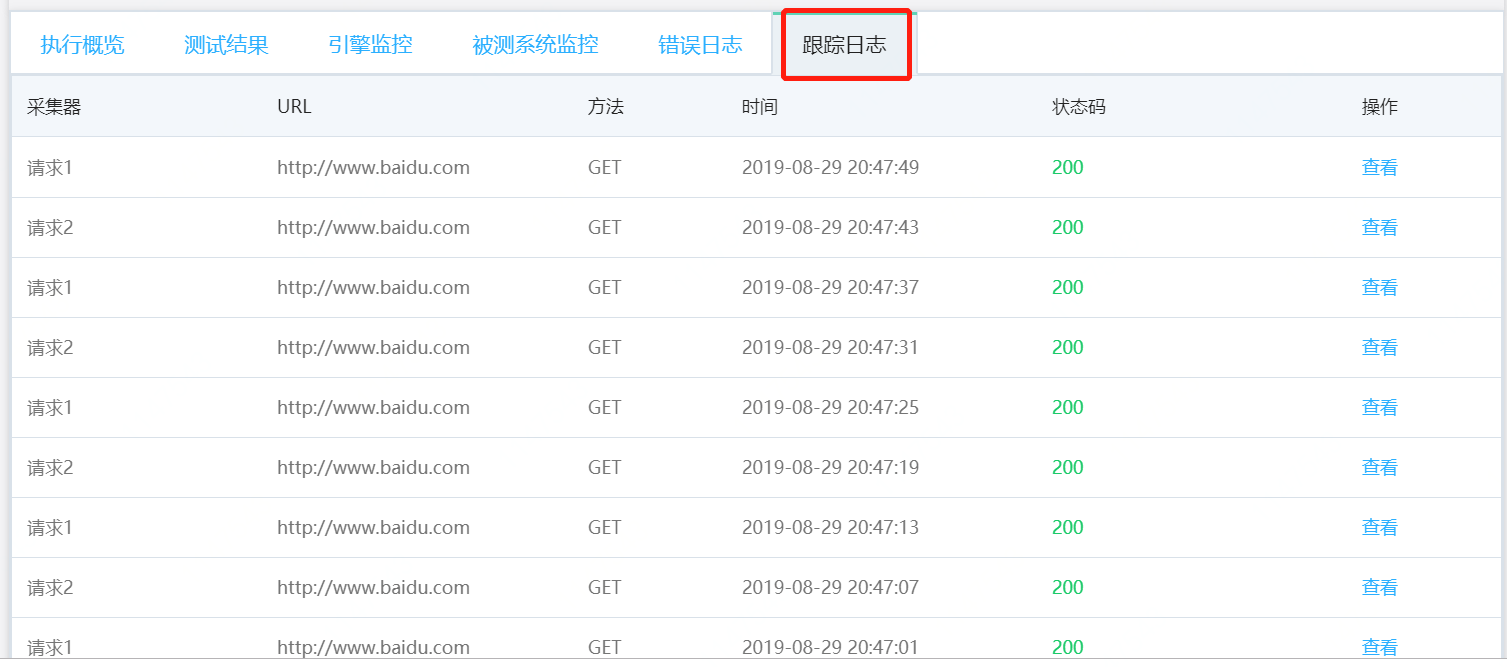 执行概览 测试结果 引擎监控 被测系统监控 错误日志 跟踪日志
采集器 URL 方法 时间 状态码 操作
请求1 http://www.baidu.com GET 2019-08-29 20:47:49 200 查看
请求2 http://www.baidu.com GET 2019-08-29 20:47:43 200 查看
请求1 http://www.baidu.com GET 2019-08-29 20:47:37 200 查看
请求2 http://www.baidu.com GET 2019-08-29 20:47:31 200 查看
请求1 http://www.baidu.com GET 2019-08-29 20:47:25 200 查看
请求2 http://www.baidu.com GET 2019-08-29 20:47:19 200 查看
请求1 http://www.baidu.com GET 2019-08-29 20:47:13 200 查看
请求2 http://www.baidu.com GET 2019-08-29 20:47:07 200 查看
请求1 http://www.baidu.com GET 2019-08-29 20:47:01 200 查看